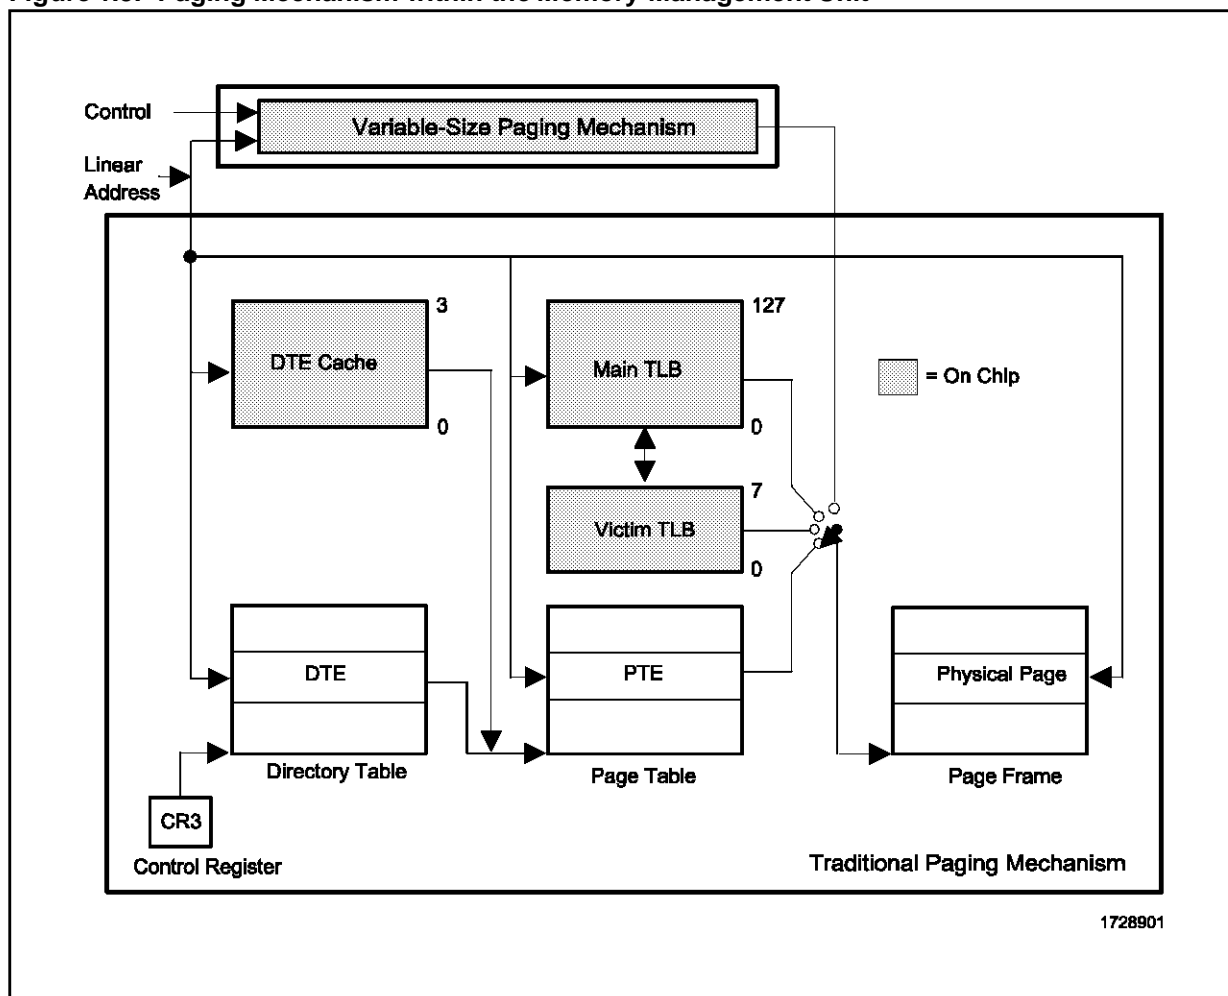 Control
Variable-Size Paging Mechanism
Linear
Address
3
127
DTE Cache
Main TLB
= On Chip
0
0
7
Victim TLB
0
DTE
PTE
Physical Page
Directory Table
Page Table
Page Frame
CR3
Control Register
Traditional Paging Mechanism
1728901